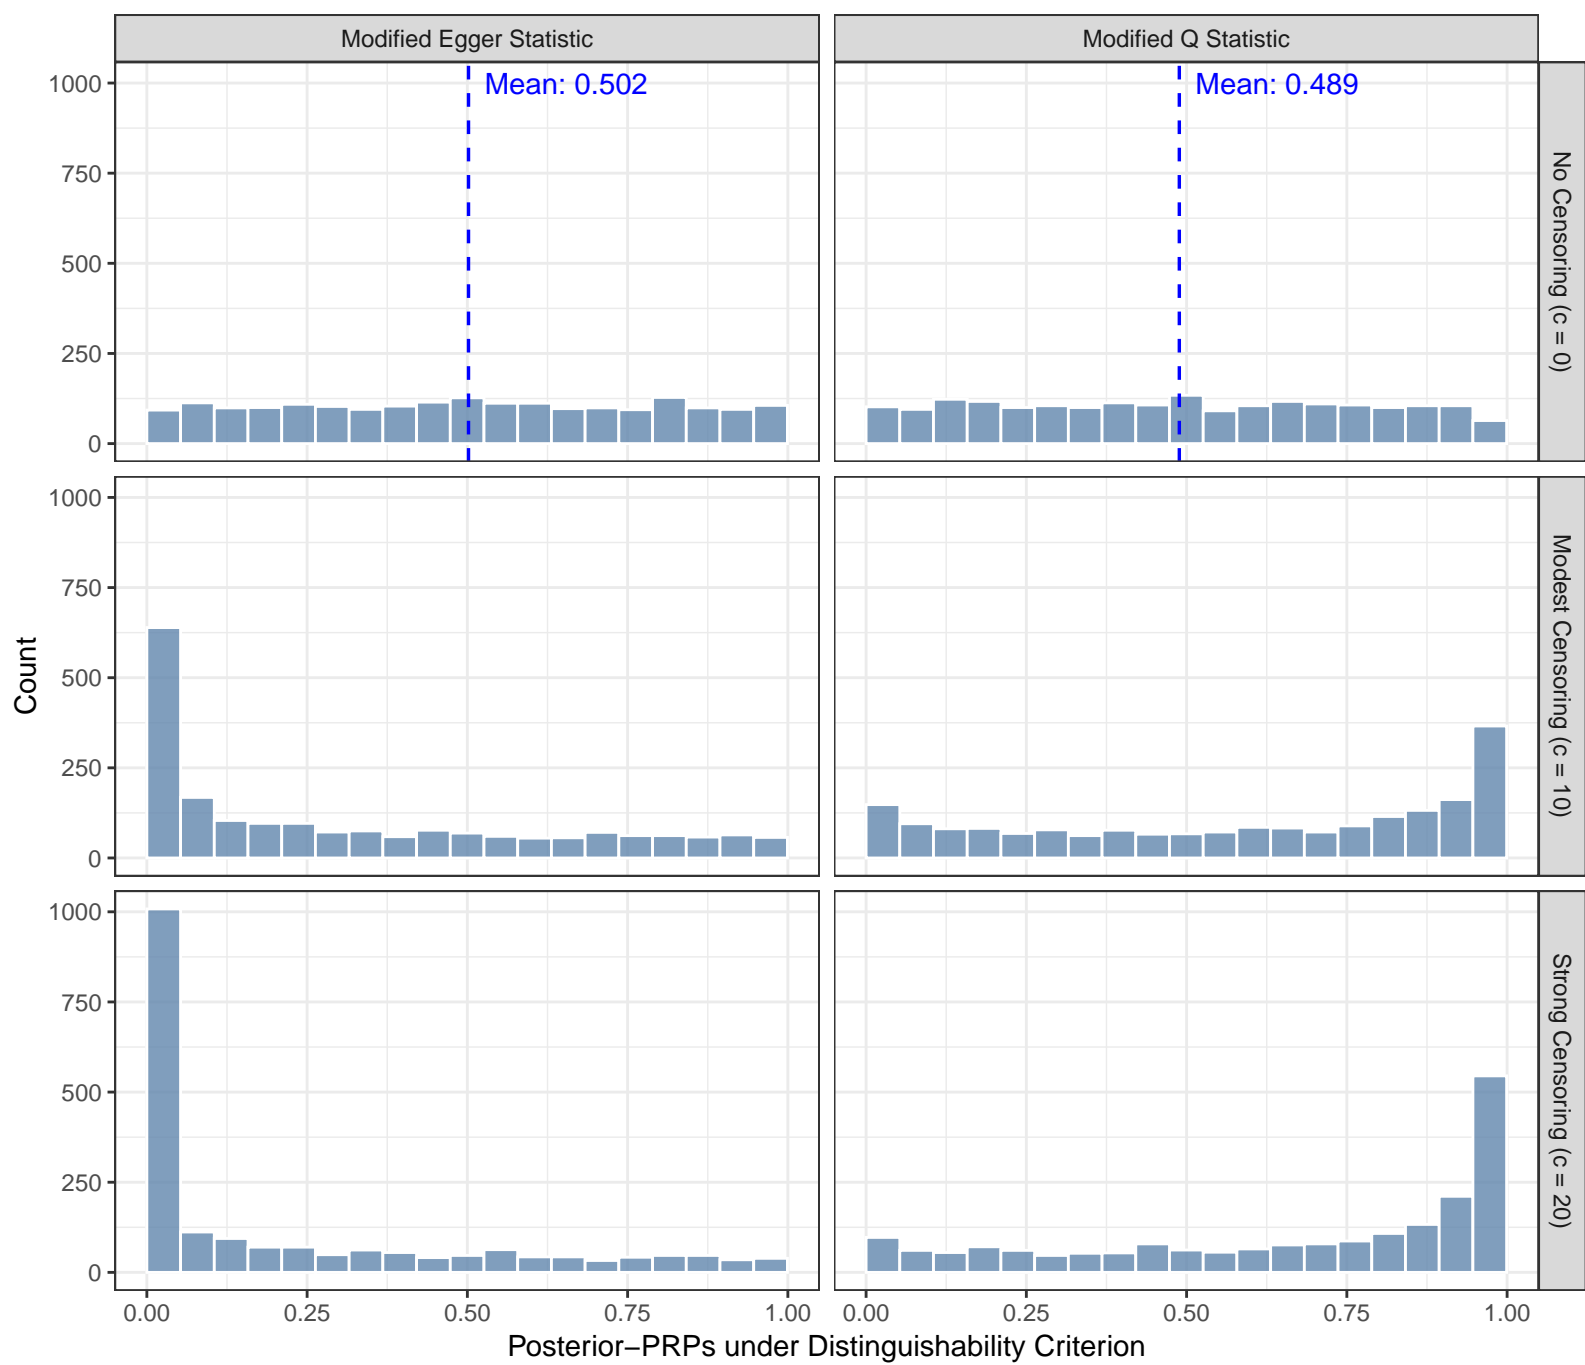 Modified Egger Statistic
Modified Q Statistic
Mean: 0.502
Mean: 0.489
1000
750
500
250
0
No Censoring (c = 0)
1000
750
500
250
0
Modest Censoring (c = 10)
1000
750
500
250
0
Strong Censoring (c = 20)
Count
0.00
0.25
0.50
0.75
1.00
0.00
0.25
0.50
0.75
1.00
Posterior−PRPs under Distinguishability Criterion